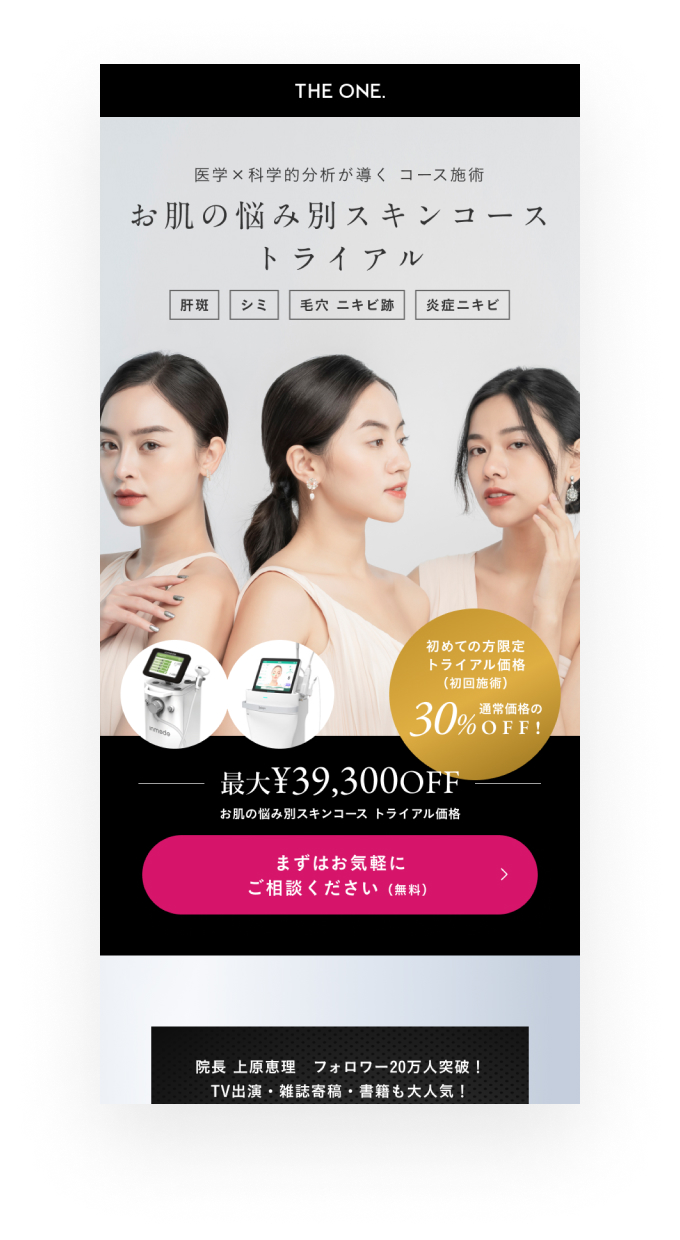 THE ONE.
医学×科学的分析が導く コース施術
お肌の悩み別スキンコース
トライアル
肝斑 シミ 毛穴 ニキビ跡 炎症ニキビ
初めての方限定
トライアル価格
(初回施術)
通常価格の
30%OFF!
inmode
最大¥39,300OFF
お肌の悩み別スキンコース トライアル価格
まずはお気軽に
ご相談ください (無料)
院長 上原恵理 フォロワー20万人突破!
TV出演・雑誌寄稿・書籍も大人気!